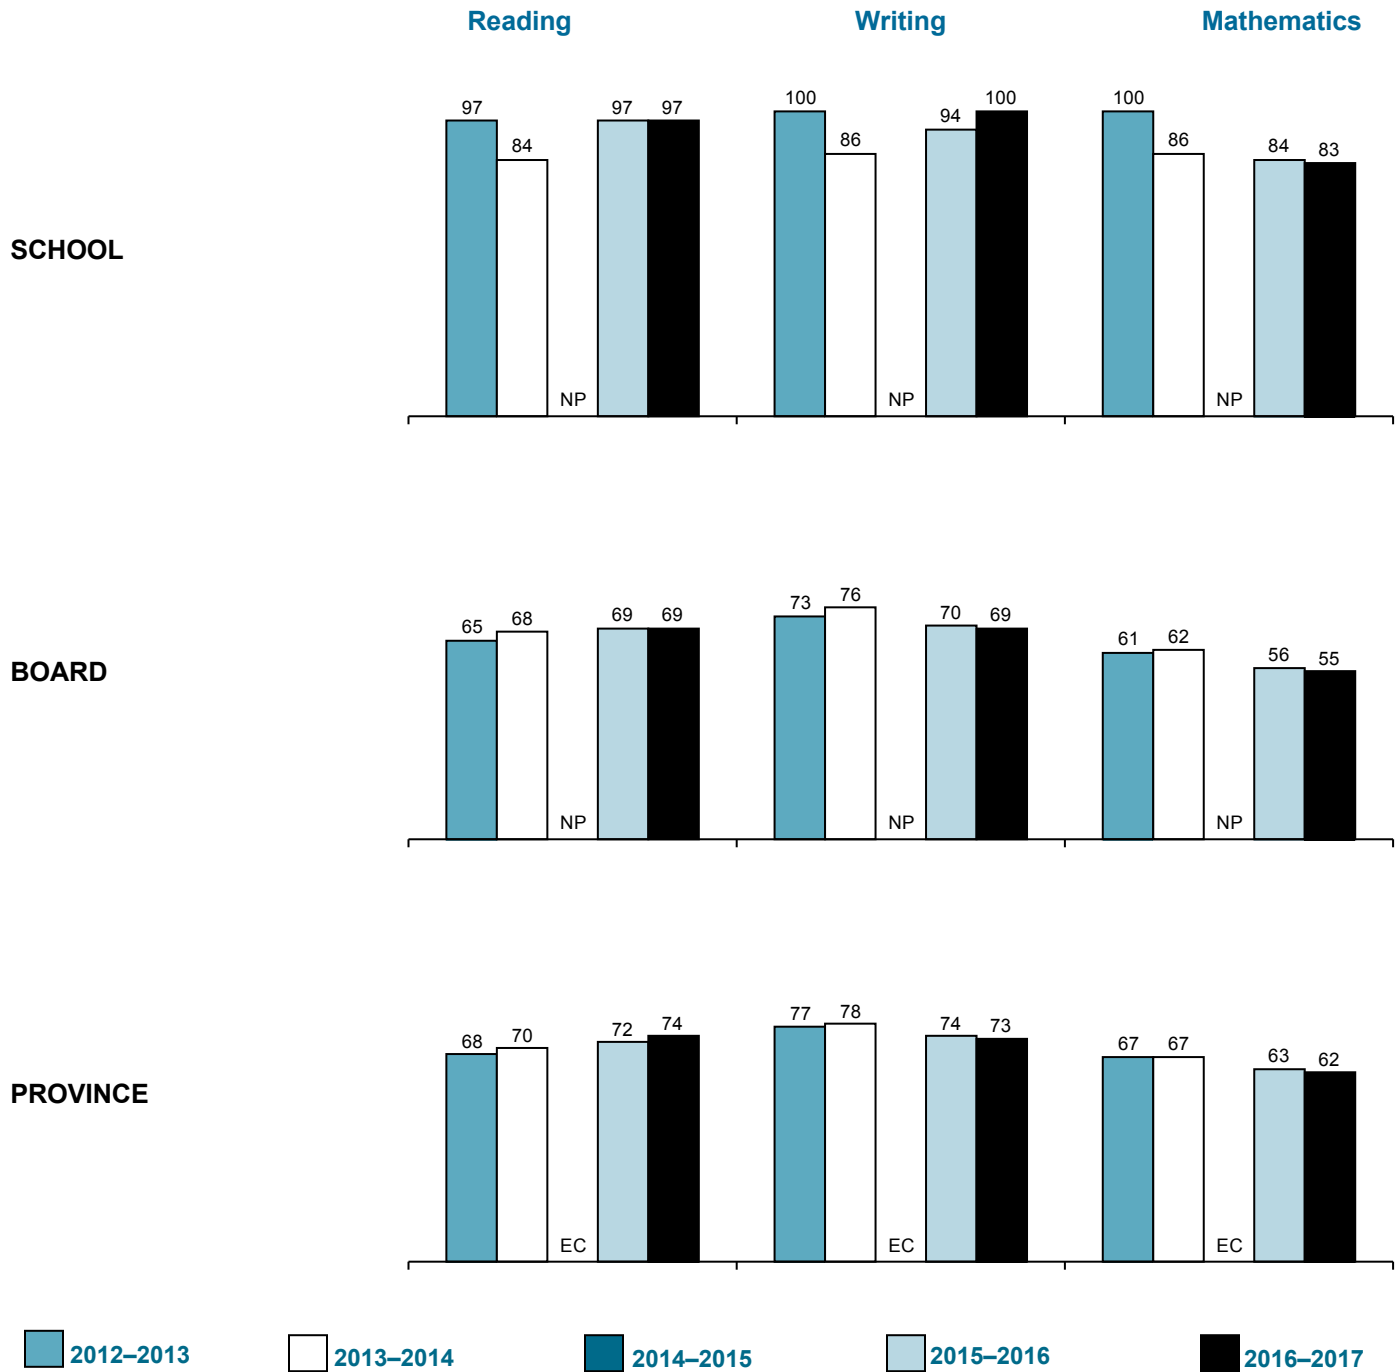 Reading Writing Mathematics
SCHOOL
97 84 NP 97 97 100 86 NP 94 100 100 86 NP 84 83
BOARD
65 68 NP 69 69 73 76 NP 70 69 61 62 NP 56 55
PROVINCE
68 70 EC 72 74 77 78 EC 74 73 67 67 EC 63 62
2012–2013 2013–2014 2014–2015 2015–2016 2016–2017